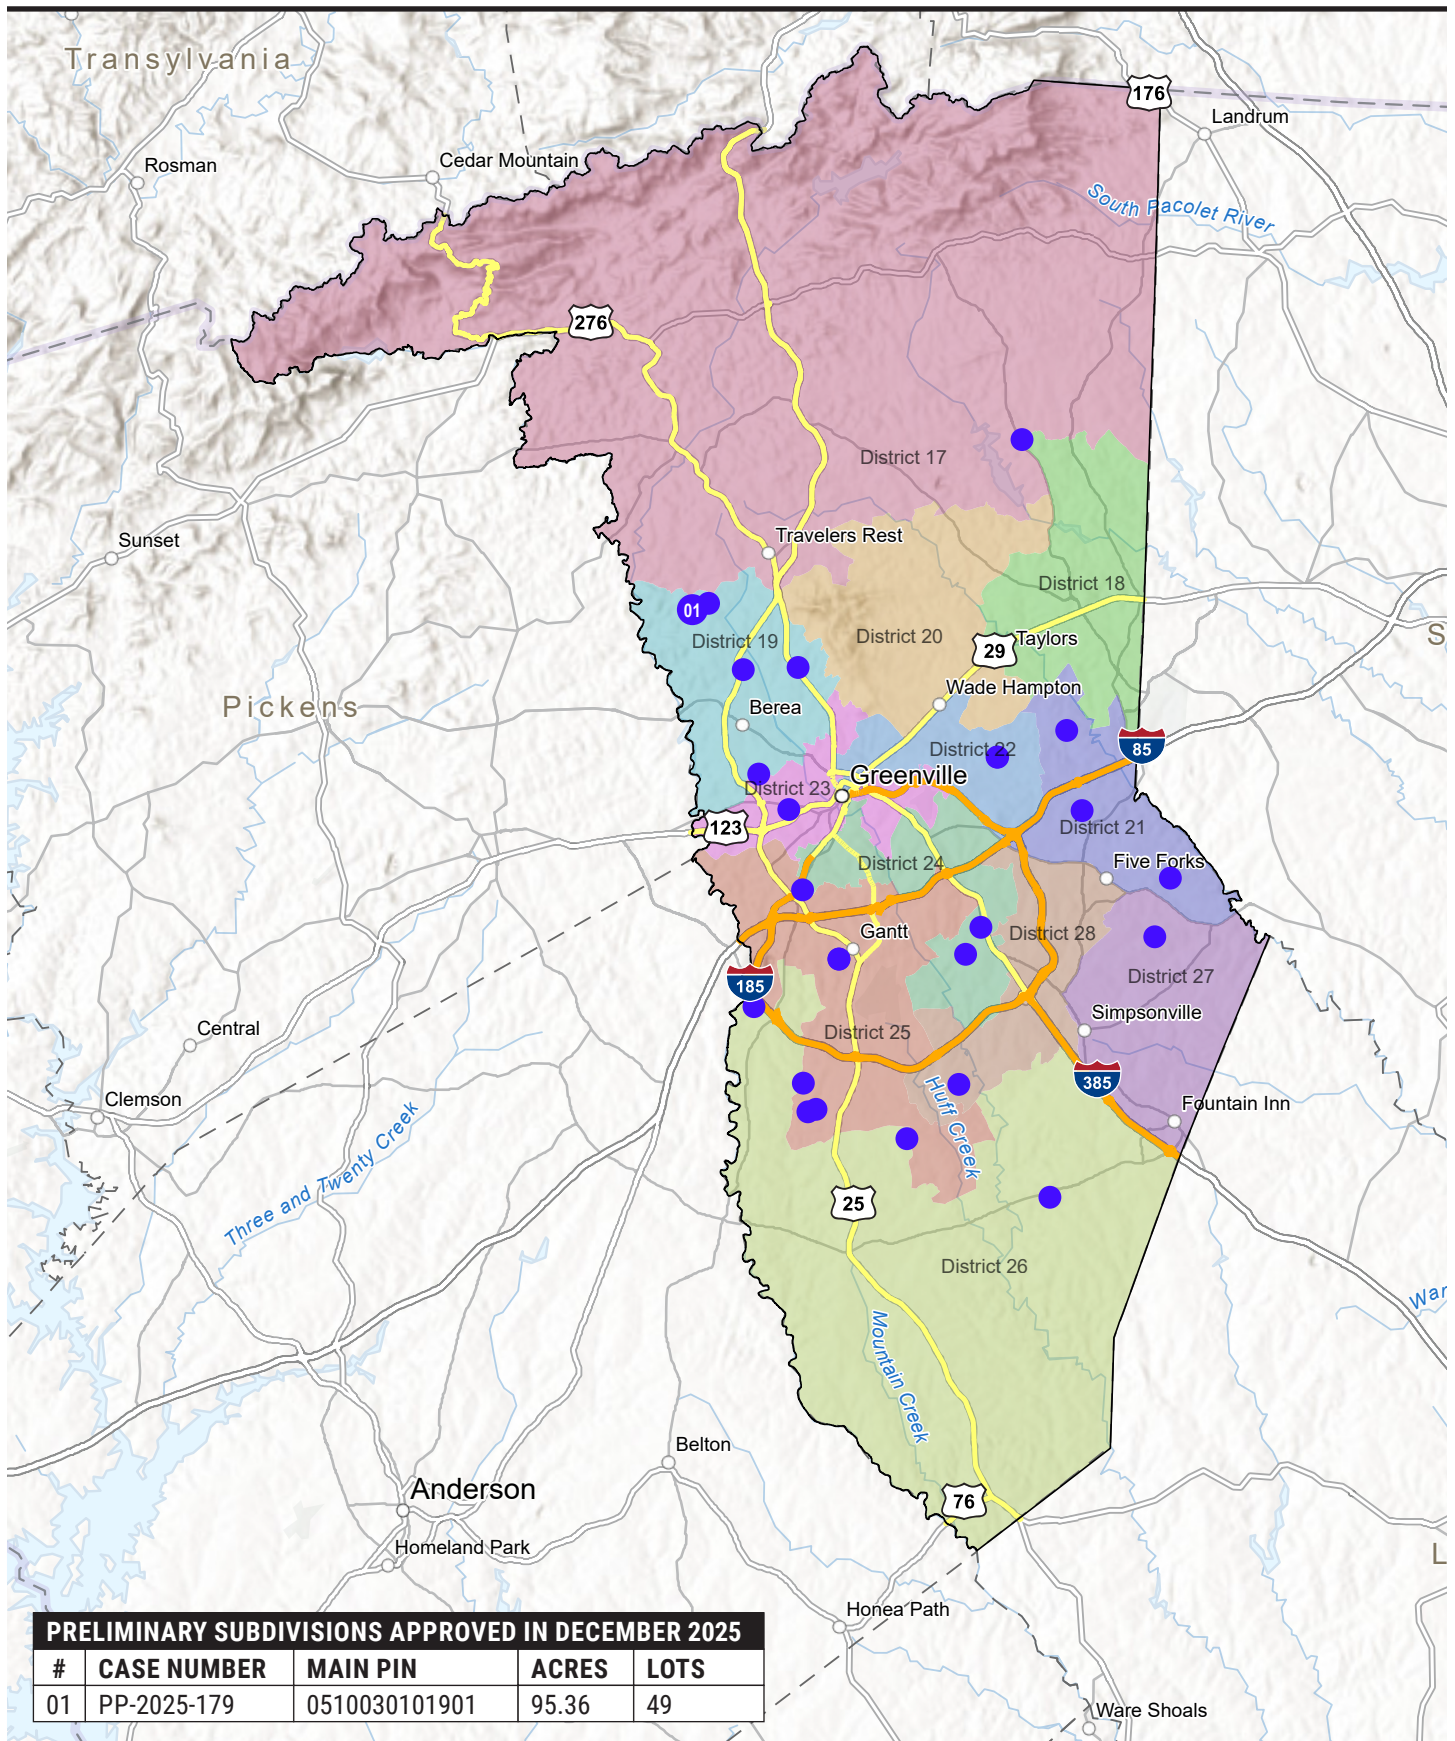 Transylvania
176
Landrum
Cedar Mountain
Rosman
South Pacolet River
276
District 17
Travelers Rest
Sunset
District 18
01
District 19
District 20
29
Taylors
S
Wade Hampton
Pickens
Berea
District 22
85
Greenville
District 23
123
District 21
District 24
Five Forks
Gantt
District 28
District 27
185
Simpsonville
Central
District 25
385
Clemson
Huff Creek
Fountain Inn
Three and Twenty Creek
25
District 26
War
Mountain Creek
Belton
Anderson
76
Homeland Park
L
Honea Path
PRELIMINARY SUBDIVISIONS APPROVED IN DECEMBER 2025
# CASE NUMBER MAIN PIN ACRES LOTS
01 PP-2025-179 0510030101901 95.36 49
Ware Shoals